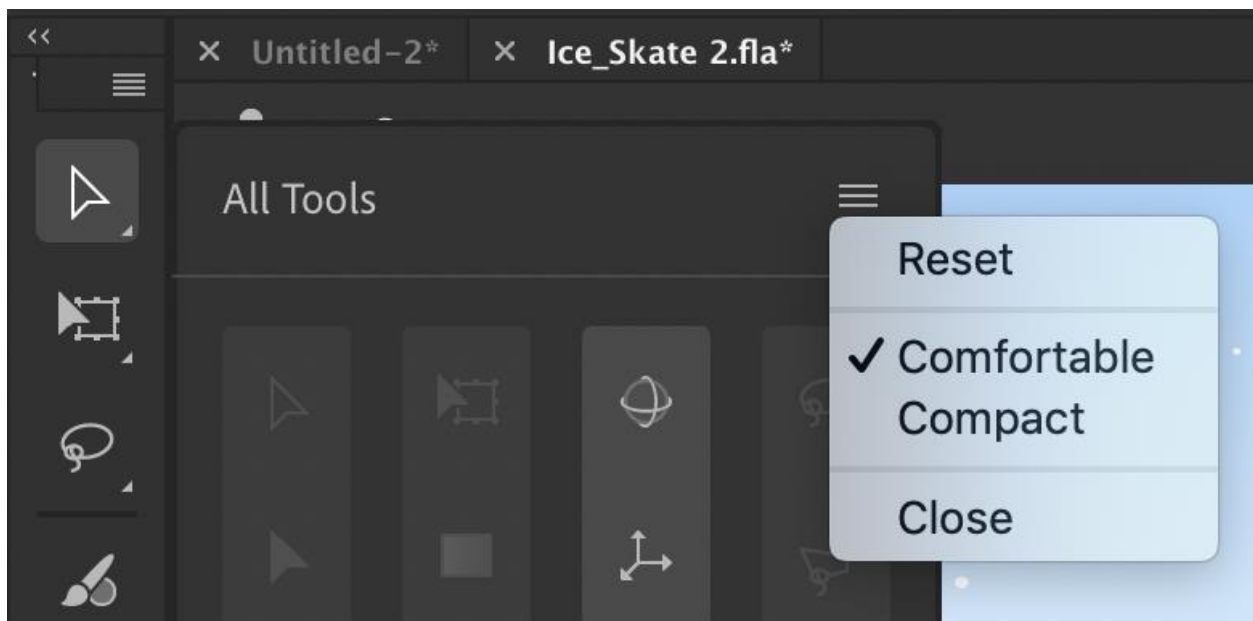 Untitled-2*
Ice_Skate 2.fla*
All Tools
Reset
Comfortable
Compact
Close